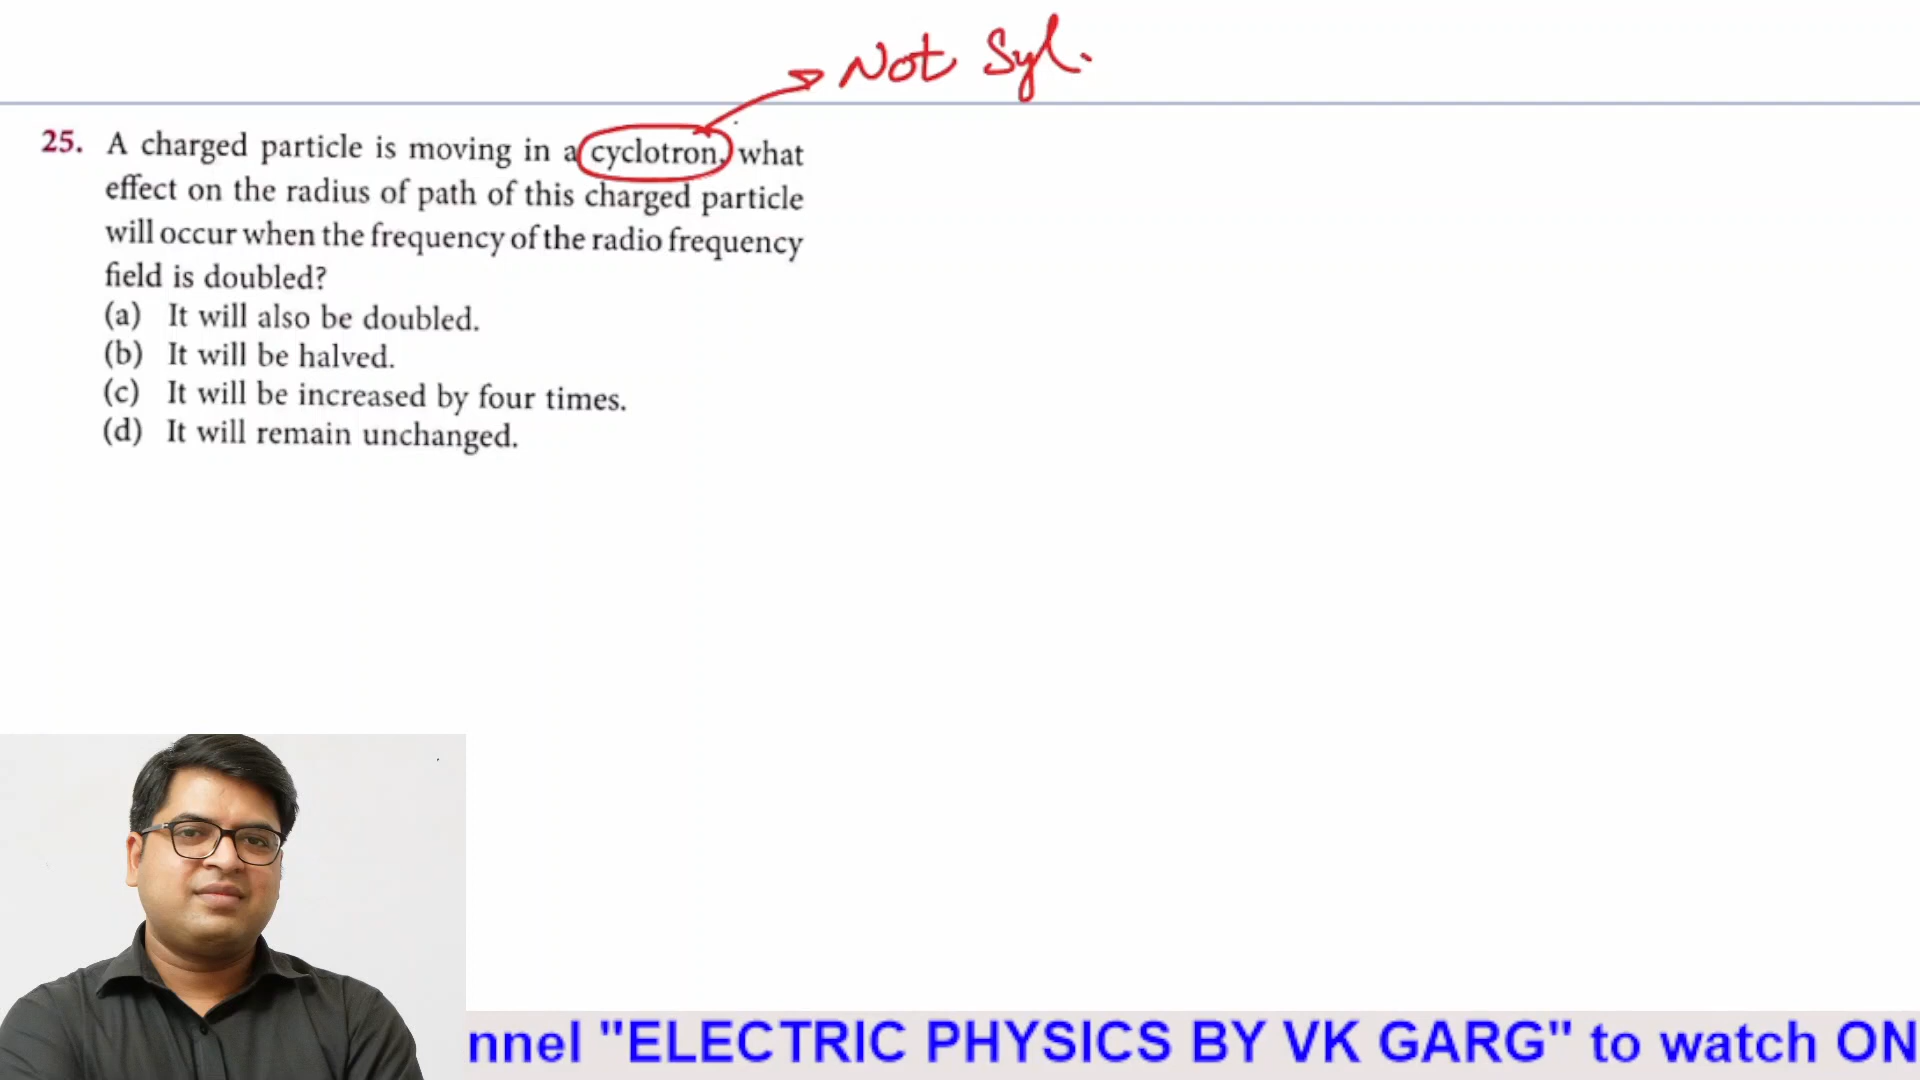 Not Syl.
25. A charged particle is moving in a cyclotron, what
effect on the radius of path of this charged particle
will occur when the frequency of the radio frequency
field is doubled?
(a) It will also be doubled.
(b) It will be halved.
(c) It will be increased by four times.
(d) It will remain unchanged.
nnel "ELECTRIC PHYSICS BY VK GARG" to watch ON